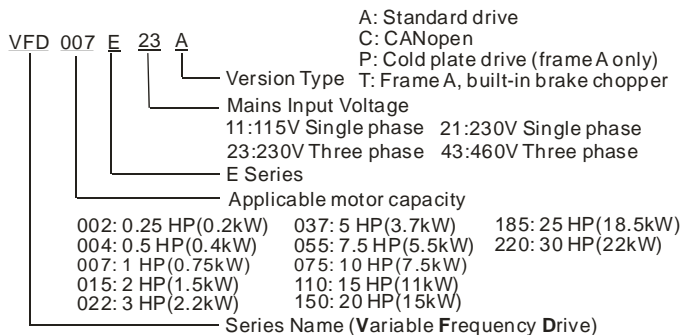 A: Standard drive
VFD 007 E 23 A
C: CANopen
P: Cold plate drive (frame A only)
Version Type T: Frame A, built-in brake chopper
Mains Input Voltage
11:115V Single phase 21:230V Single phase
23:230V Three phase 43:460V Three phase
E Series
Applicable motor capacity
002: 0.25 HP(0.2kW) 037: 5 HP(3.7kW) 185: 25 HP(18.5kW)
004: 0.5 HP(0.4kW) 055: 7.5 HP(5.5kW) 220: 30 HP(22kW)
007: 1 HP(0.75kW) 075: 10 HP(7.5kW)
015: 2 HP(1.5kW) 110: 15 HP(11kW)
022: 3 HP(2.2kW) 150: 20 HP(15kW)
Series Name (Variable Frequency Drive)